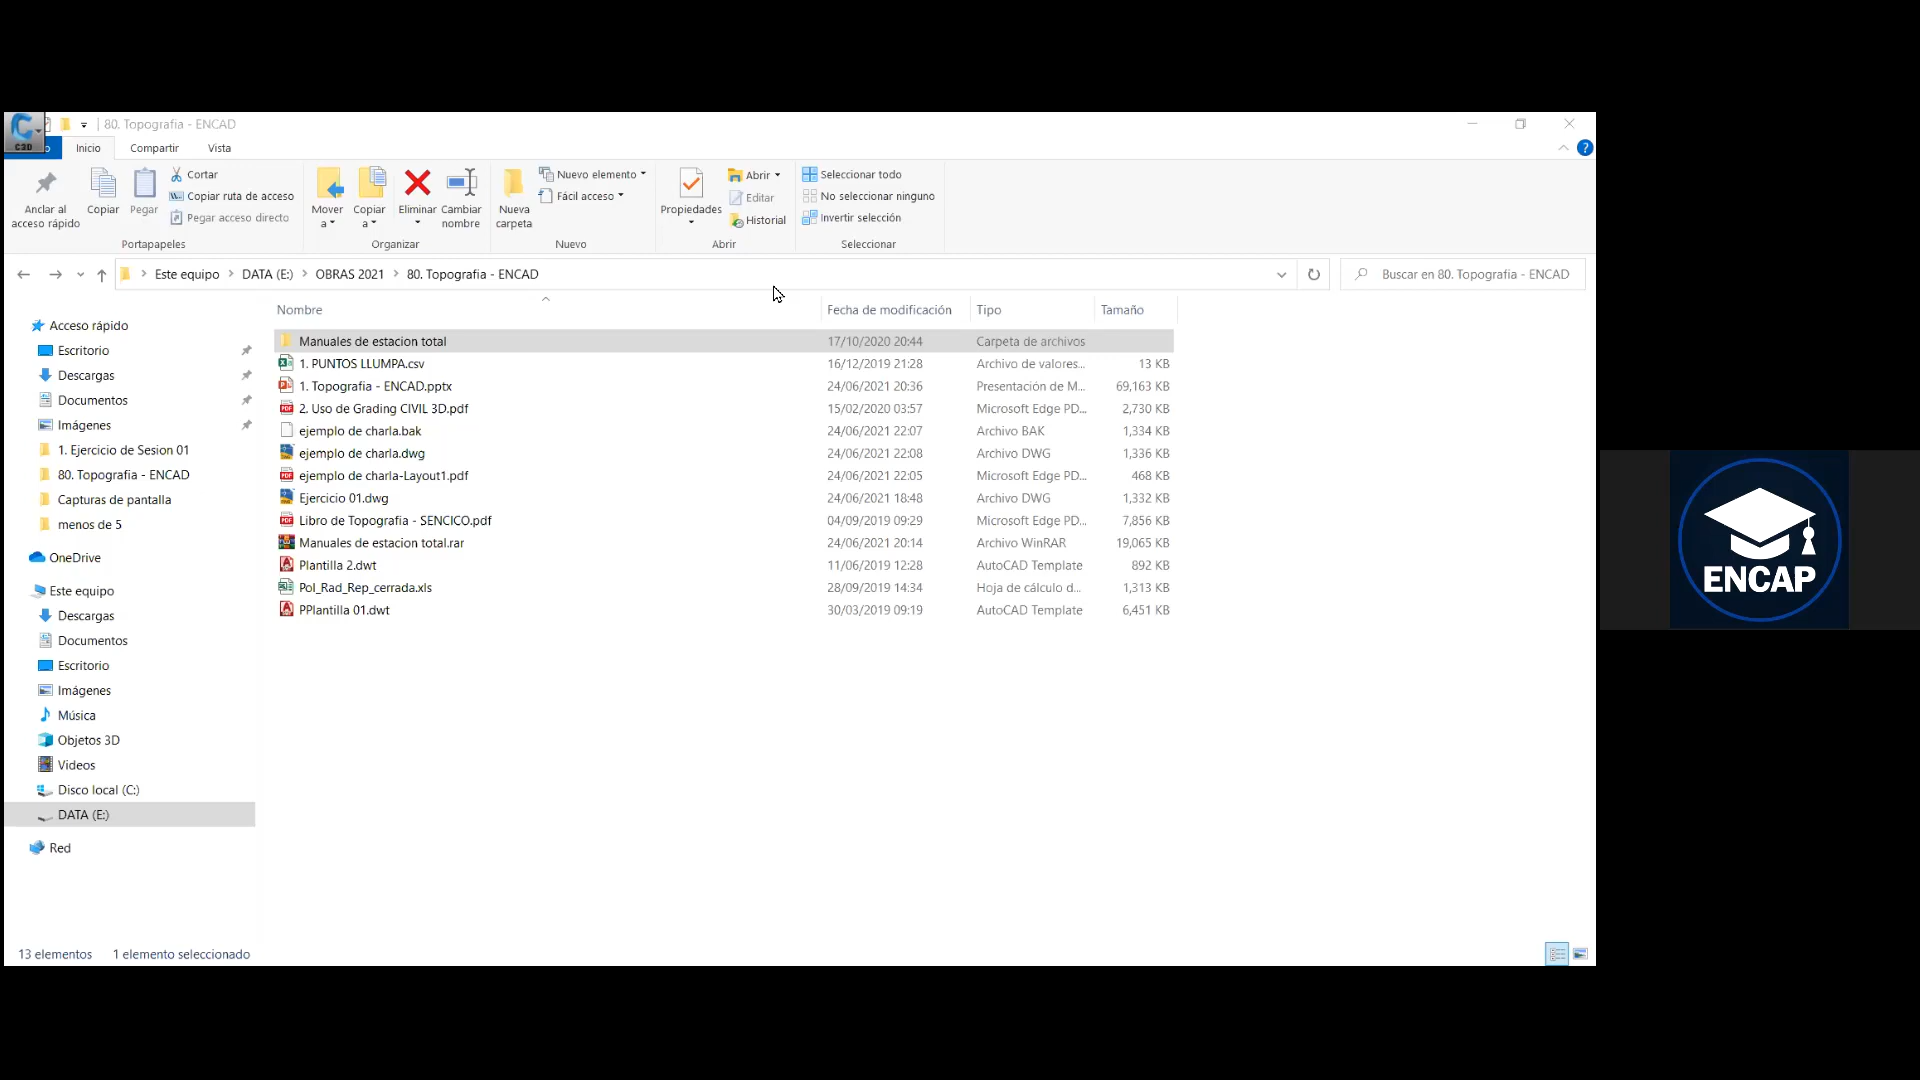 C3D
80. Topografia - ENCAD
Inicio
Compartir
Vista
Anclar al
acceso rápido
Copiar
Pegar
Cortar
Copiar ruta de acceso
Pegar acceso directo
Portapapeles
Mover
a
Copiar
a
Eliminar
Cambiar
nombre
Organizar
Nueva
carpeta
Nuevo elemento
Fácil acceso
Nuevo
Propiedades
Abrir
Editar
Historial
Abrir
Seleccionar todo
No seleccionar ninguno
Invertir selección
Seleccionar
Este equipo > DATA (E:) > OBRAS 2021 > 80. Topografia - ENCAD
Buscar en 80. Topografia - ENCAD
Acceso rápido
Escritorio
Descargas
Documentos
Imágenes
1. Ejercicio de Sesion 01
80. Topografia - ENCAD
Capturas de pantalla
menos de 5
OneDrive
Este equipo
Descargas
Documentos
Escritorio
Imágenes
Música
Objetos 3D
Videos
Disco local (C:)
DATA (E:)
Red
Nombre Fecha de modificación Tipo Tamaño
Manuales de estacion total 17/10/2020 20:44 Carpeta de archivos
1. PUNTOS LLUMPA.csv 16/12/2019 21:28 Archivo de valores... 13 KB
1. Topografia - ENCAD.pptx 24/06/2021 20:36 Presentación de M... 69,163 KB
2. Uso de Grading CIVIL 3D.pdf 15/02/2020 03:57 Microsoft Edge PD... 2,730 KB
ejemplo de charla.bak 24/06/2021 22:07 Archivo BAK 1,334 KB
ejemplo de charla.dwg 24/06/2021 22:08 Archivo DWG 1,336 KB
ejemplo de charla-Layout1.pdf 24/06/2021 22:05 Microsoft Edge PD... 468 KB
Ejercicio 01.dwg 24/06/2021 18:48 Archivo DWG 1,332 KB
Libro de Topografia - SENCICO.pdf 04/09/2019 09:29 Microsoft Edge PD... 7,856 KB
Manuales de estacion total.rar 24/06/2021 20:14 Archivo WinRAR 19,065 KB
Plantilla 2.dwt 11/06/2019 12:28 AutoCAD Template 892 KB
Pol_Rad_Rep_cerrada.xls 28/09/2019 14:34 Hoja de cálculo d... 1,313 KB
PPlantilla 01.dwt 30/03/2019 09:19 AutoCAD Template 6,451 KB
13 elementos 1 elemento seleccionado
ENCAP